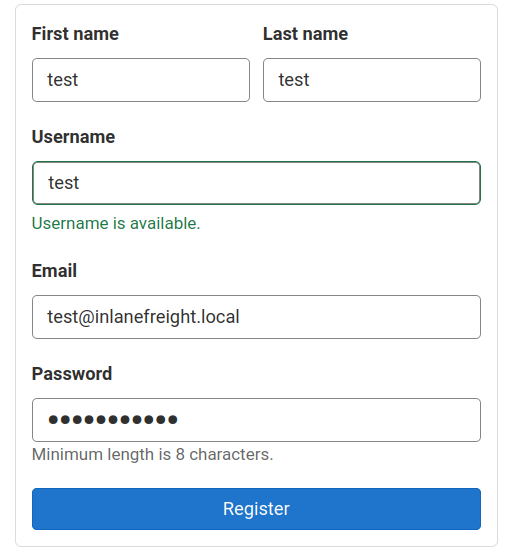 First name Last name
test test
Username
test
Username is available.
Email
test@inlanefreight.local
Password
●●●●●●●●●●●
Minimum length is 8 characters.
Register